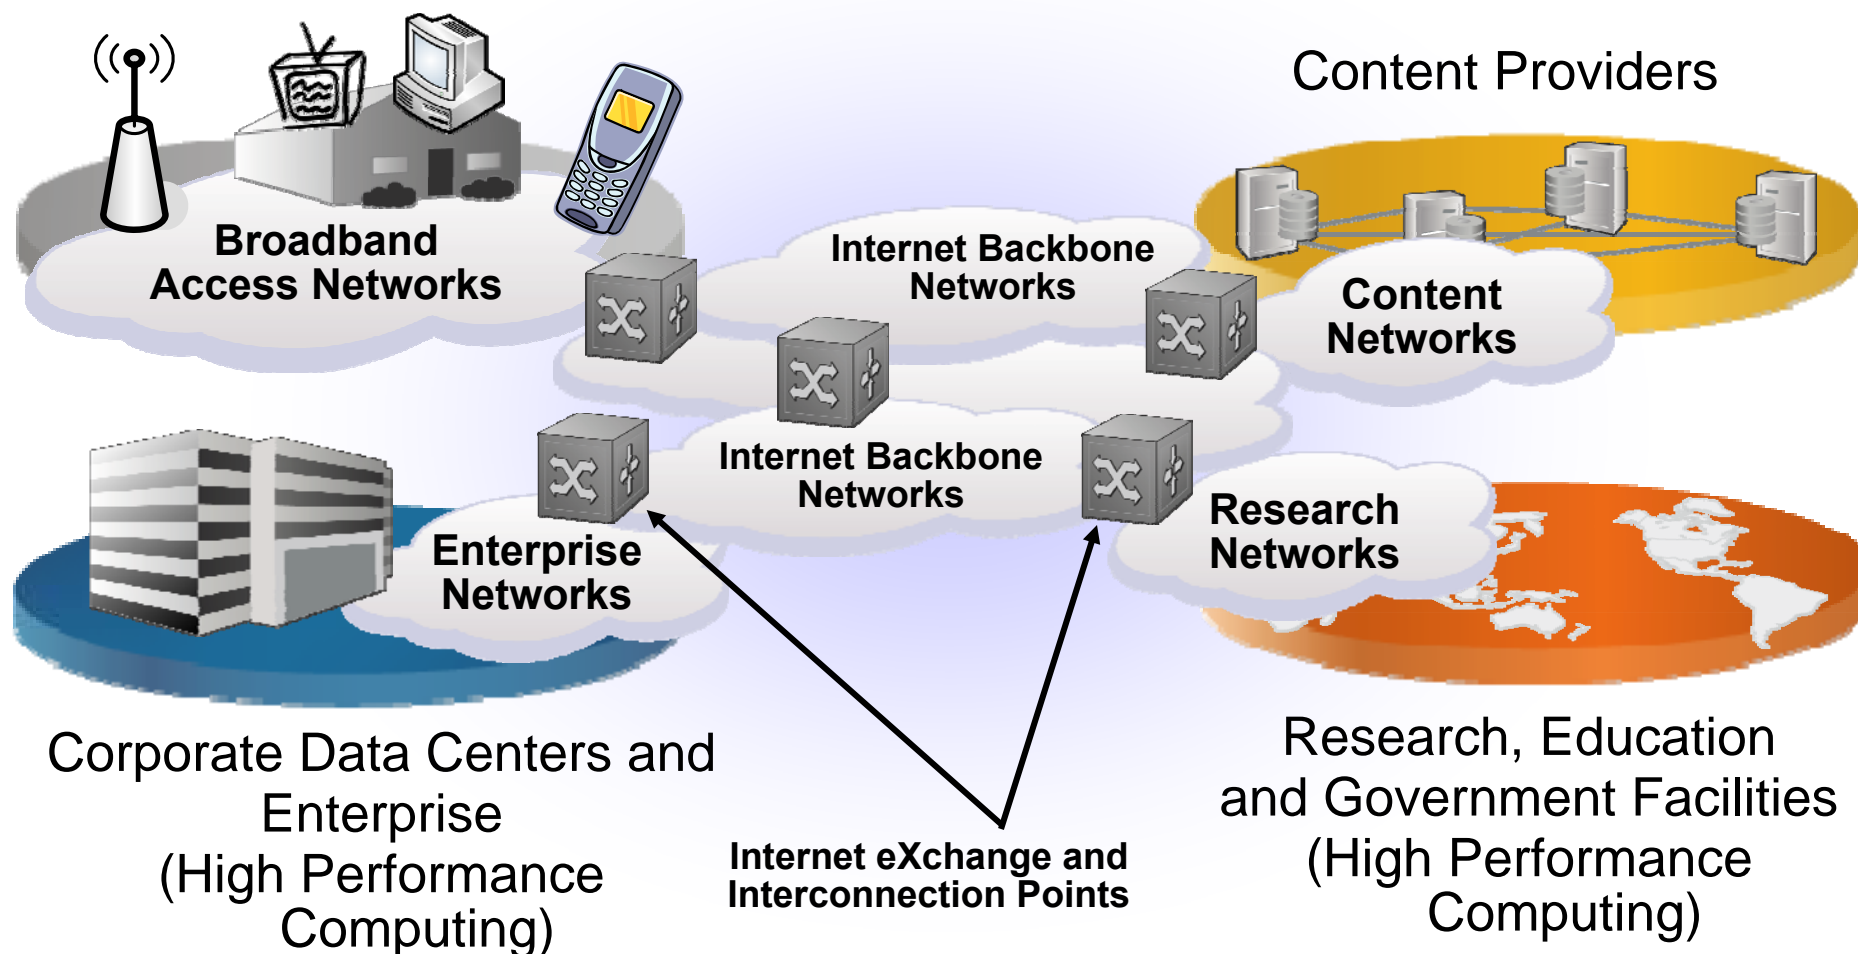 Content Providers
Broadband
Access Networks
Internet Backbone
Networks
Content
Networks
Internet Backbone
Networks
Enterprise
Networks
Research
Networks
Corporate Data Centers and
Enterprise
(High Performance
Computing)
Internet eXchange and
Interconnection Points
Research, Education
and Government Facilities
(High Performance
Computing)